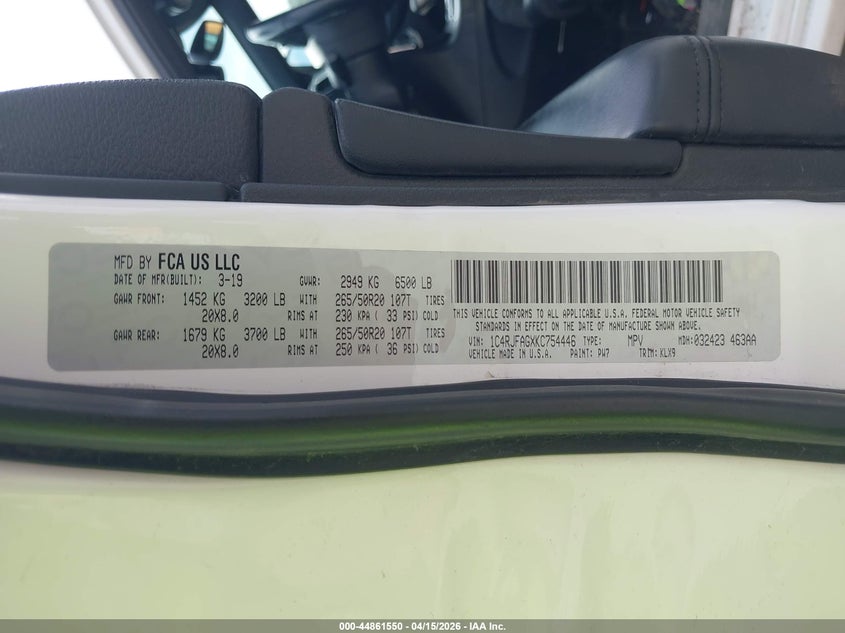 MFD BY FCA US LLC
DATE OF MFR(BUILT): 3-19 GVWR: 2949 KG 6500 LB
GAWR FRONT: 1452 KG 3200 LB WITH 265/50R20 107T TIRES
20X8.0 RIMS AT 230 KPA ( 33 PSI) COLD
GAWR REAR: 1679 KG 3700 LB WITH 265/50R20 107T TIRES
20X8.0 RIMS AT 250 KPA ( 36 PSI) COLD
THIS VEHICLE CONFORMS TO ALL APPLICABLE U.S.A. FEDERAL MOTOR VEHICLE SAFETY
STANDARDS IN EFFECT ON THE DATE OF MANUFACTURE SHOWN ABOVE.
VIN: 1C4RJFAGXKC754446 TYPE: MPV MDH:032423 463AA
VEHICLE MADE IN U.S.A. PAINT: PW7 TRIM: KLX9
000-44861550 - 04/15/2026 - IAA Inc.